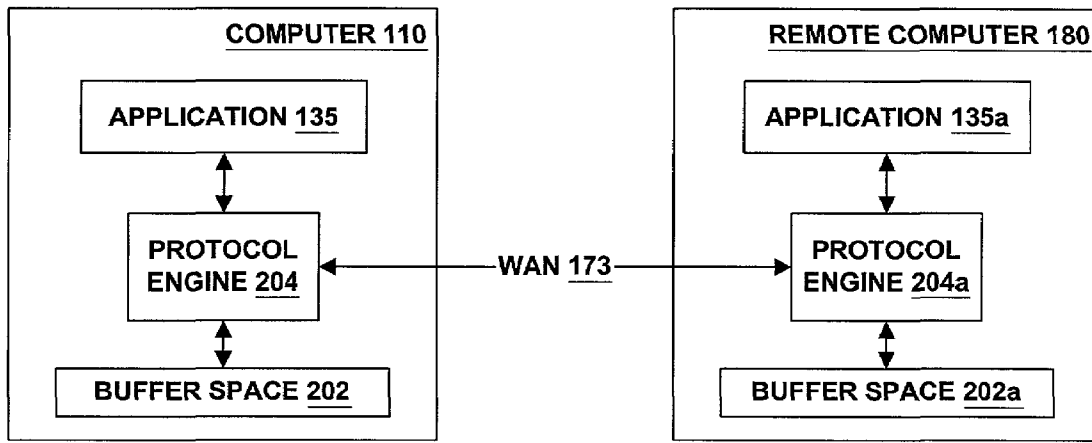 COMPUTER 110
APPLICATION 135
PROTOCOL
ENGINE 204
BUFFER SPACE 202
WAN 173
REMOTE COMPUTER 180
APPLICATION 135a
PROTOCOL
ENGINE 204a
BUFFER SPACE 202a